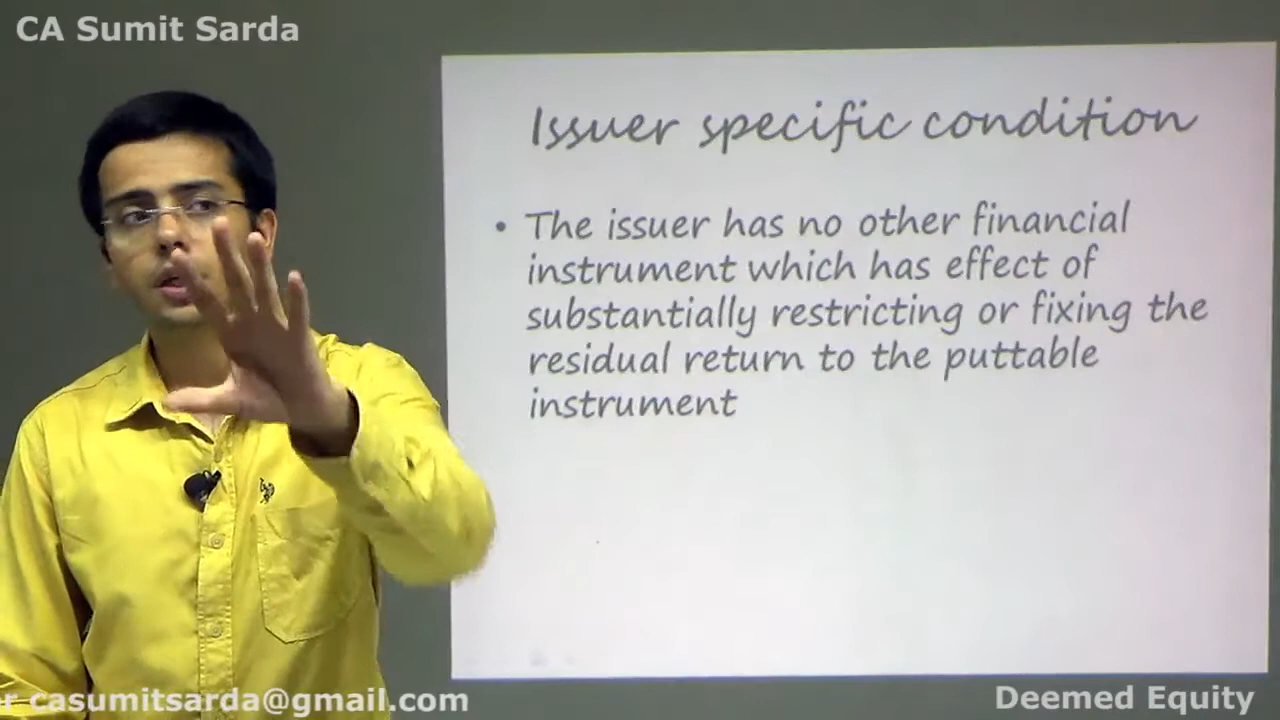 CA Sumit Sarda
Issuer specific condition
• The issuer has no other financial
instrument which has effect of
substantially restricting or fixing the
residual return to the puttable
instrument
casumitsarda@gmail.com
Deemed Equity